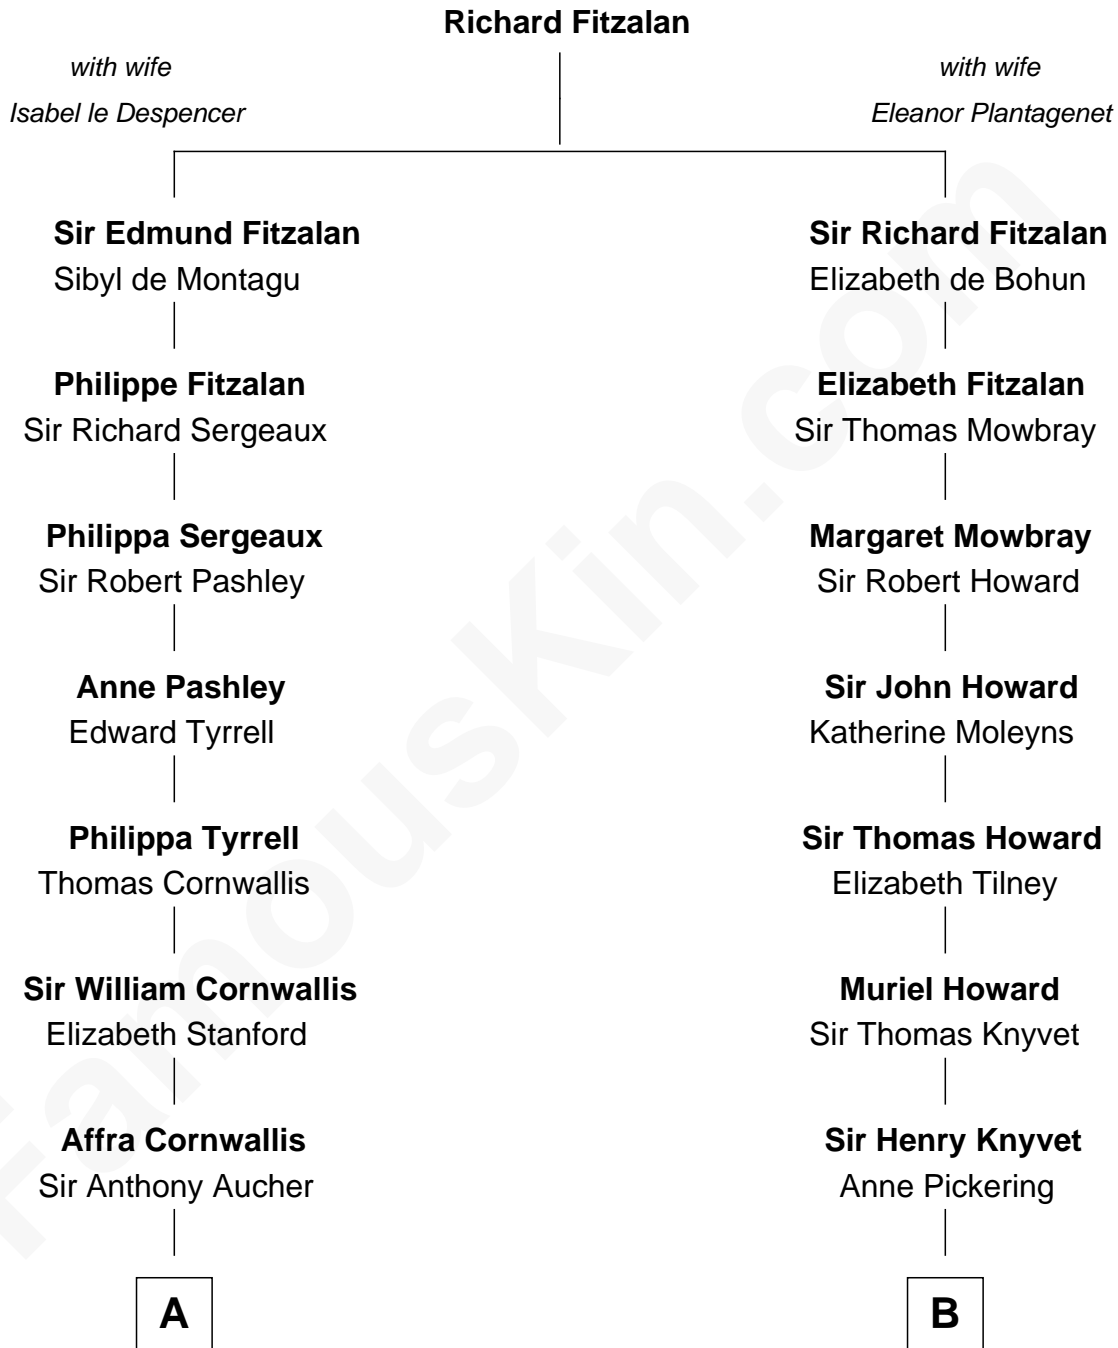 Richard Fitzalan
with wife
Isabel le Despencer
with wife
Eleanor Plantagenet
Sir Edmund Fitzalan
Sibyl de Montagu
Philippe Fitzalan
Sir Richard Sergeaux
Philippa Sergeaux
Sir Robert Pashley
Anne Pashley
Edward Tyrrell
Philippa Tyrrell
Thomas Cornwallis
Sir William Cornwallis
Elizabeth Stanford
Affra Cornwallis
Sir Anthony Aucher
A
Sir Richard Fitzalan
Elizabeth de Bohun
Elizabeth Fitzalan
Sir Thomas Mowbray
Margaret Mowbray
Sir Robert Howard
Sir John Howard
Katherine Moleyns
Sir Thomas Howard
Elizabeth Tilney
Muriel Howard
Sir Thomas Knyvet
Sir Henry Knyvet
Anne Pickering
B
FamousKin.com